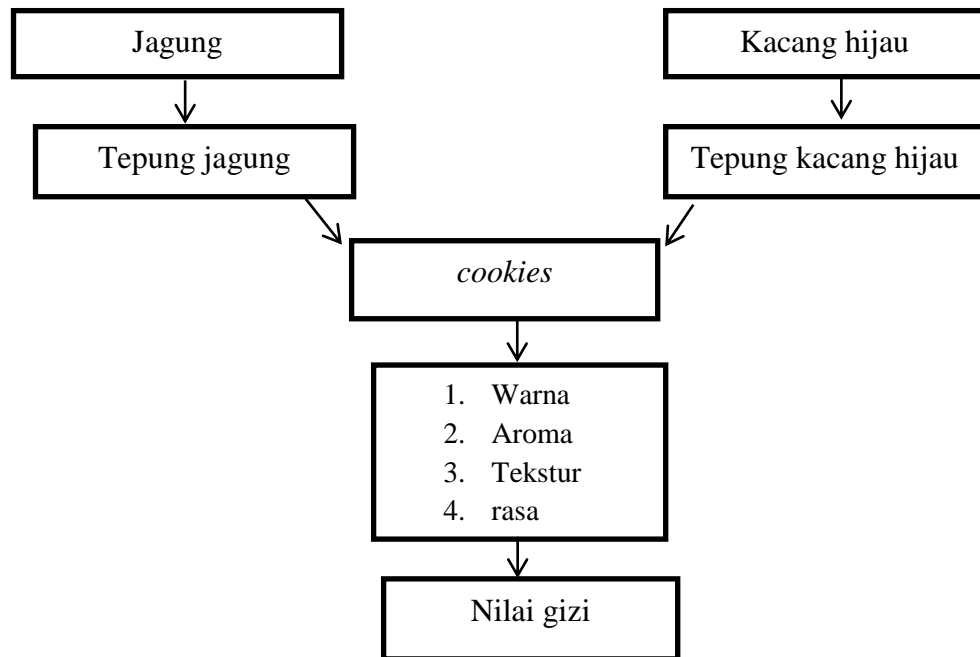 Jagung
Kacang hijau
Tepung jagung
Tepung kacang hijau
cookies
1. Warna
2. Aroma
3. Tekstur
4. rasa
Nilai gizi